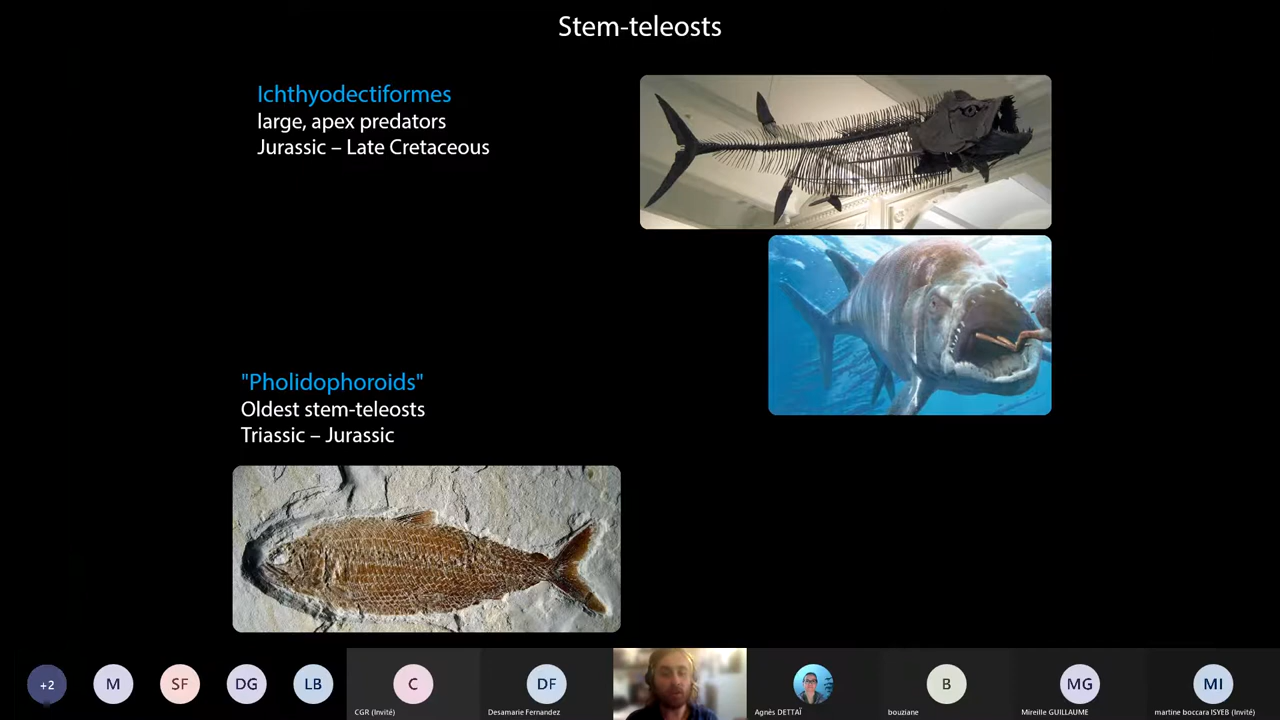 Stem-teleosts
Ichthyodectiformes
large, apex predators
Jurassic – Late Cretaceous
"Pholidophoroids"
Oldest stem-teleosts
Triassic – Jurassic
+2
M
SF
DG
LB
C
CGR (Invité)
DF
Desamarie Fernandez
Agnès DETTAÏ
B
bouziane
MG
Mireille GUILLAUME
MI
martine boccara ISYEB (Invité)